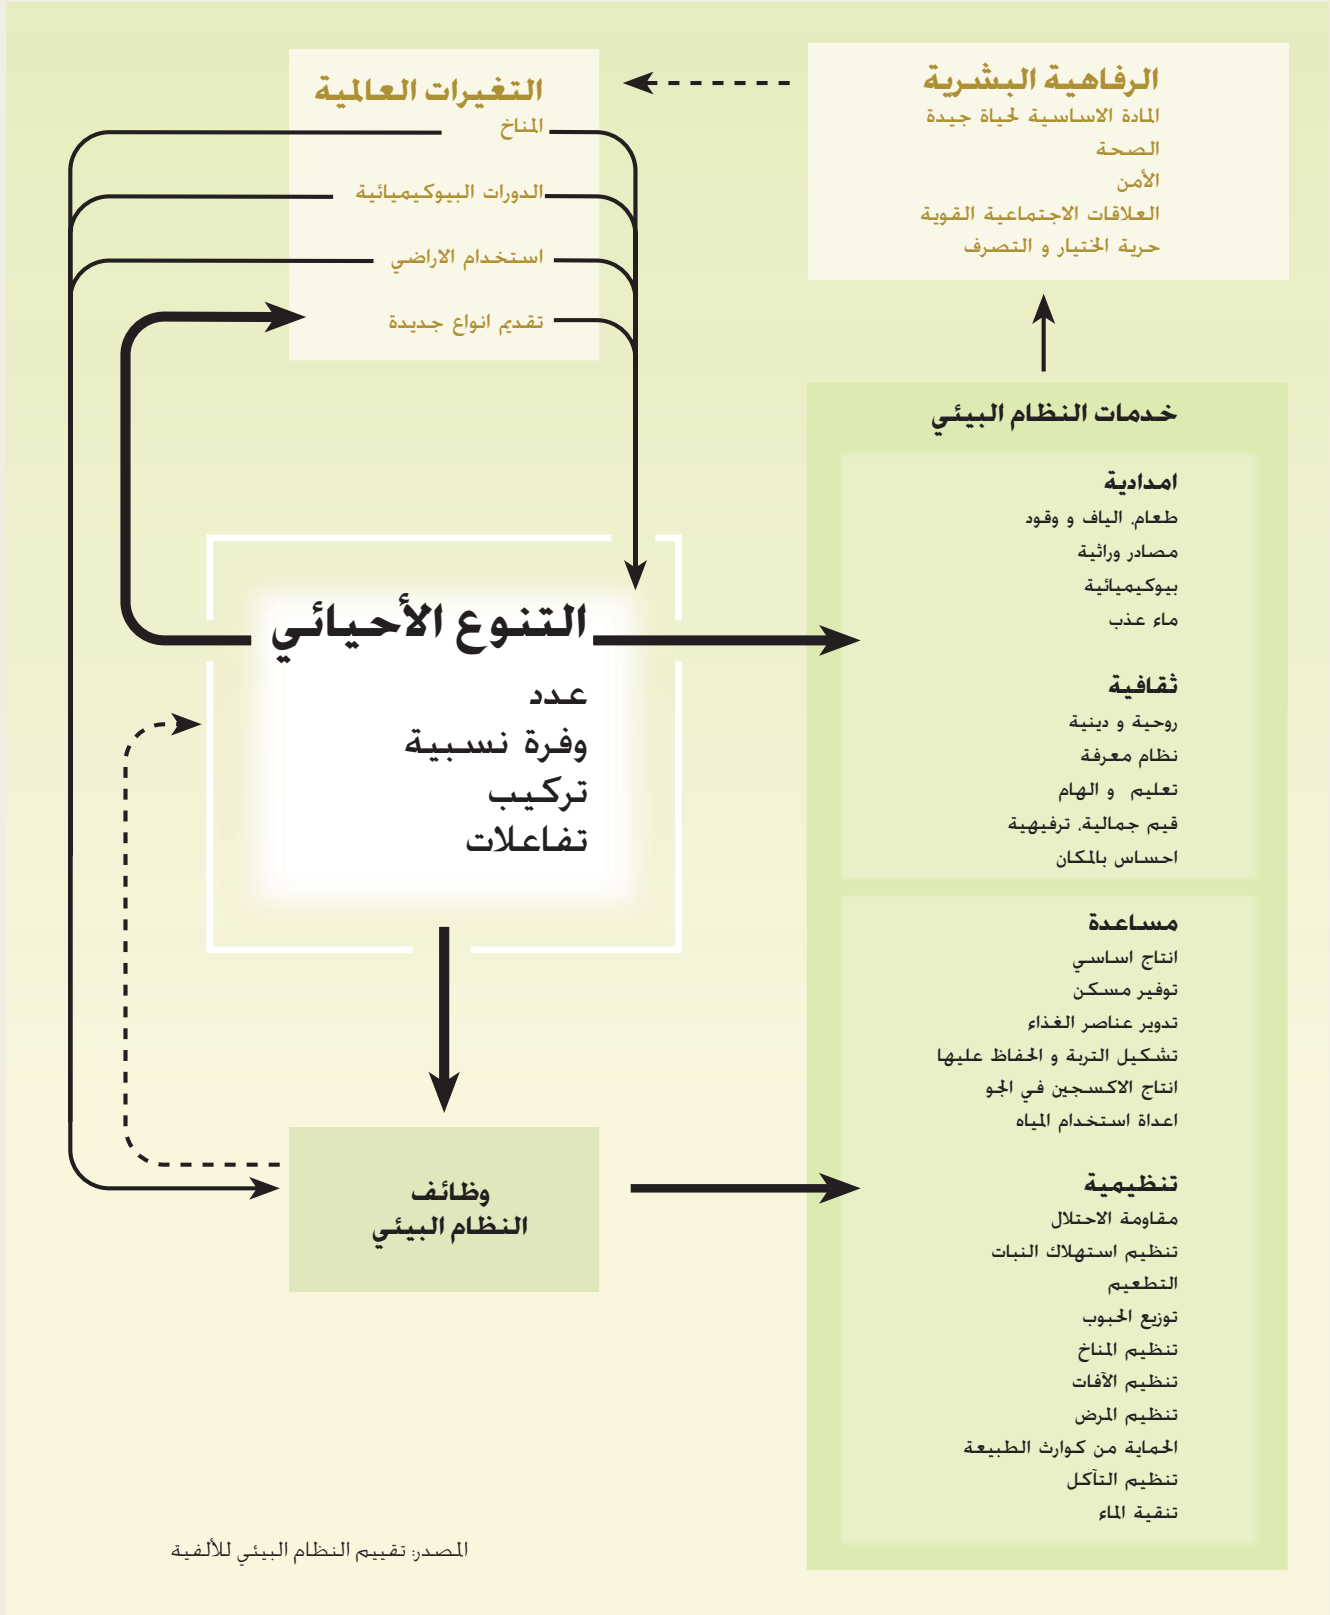 الرفاهية البشرية
المادة الاساسية لحياة جيدة
الصحة
الأمن
العلاقات الاجتماعية القوية
حرية الختيار و التصرف
التغيرات العالمية
المناخ
الدورات البيوكيميائية
استخدام الاراضي
تقديم انواع جديدة
خدمات النظام البيئي
امدادية
طعام، الياف و وقود
مصادر وراثية
بيوكيميائية
ماء عذب
ثقافية
روحية و دينية
نظام معرفة
تعليم و الهام
قيم جمالية، ترفيهية
احساس بالمكان
مساعدة
انتاج اساسي
توفير مسكن
تدوير عناصر الغذاء
تشكيل التربة و الحفاظ عليها
انتاج الاكسجين في الجو
اعداة استخدام المياه
تنظيمية
مقاومة الاحتلال
تنظيم استهلاك النبات
التطعيم
توزيع الحبوب
تنظيم المناخ
تنظيم الآفات
تنظيم المرض
الحماية من كوارث الطبيعة
تنظيم التآكل
تنقية الماء
التنوع الأحيائي
عدد
وفرة نسبية
تركيب
تفاعلات
وظائف
النظام البيئي
المصدر: تقييم النظام البيئي للألفية